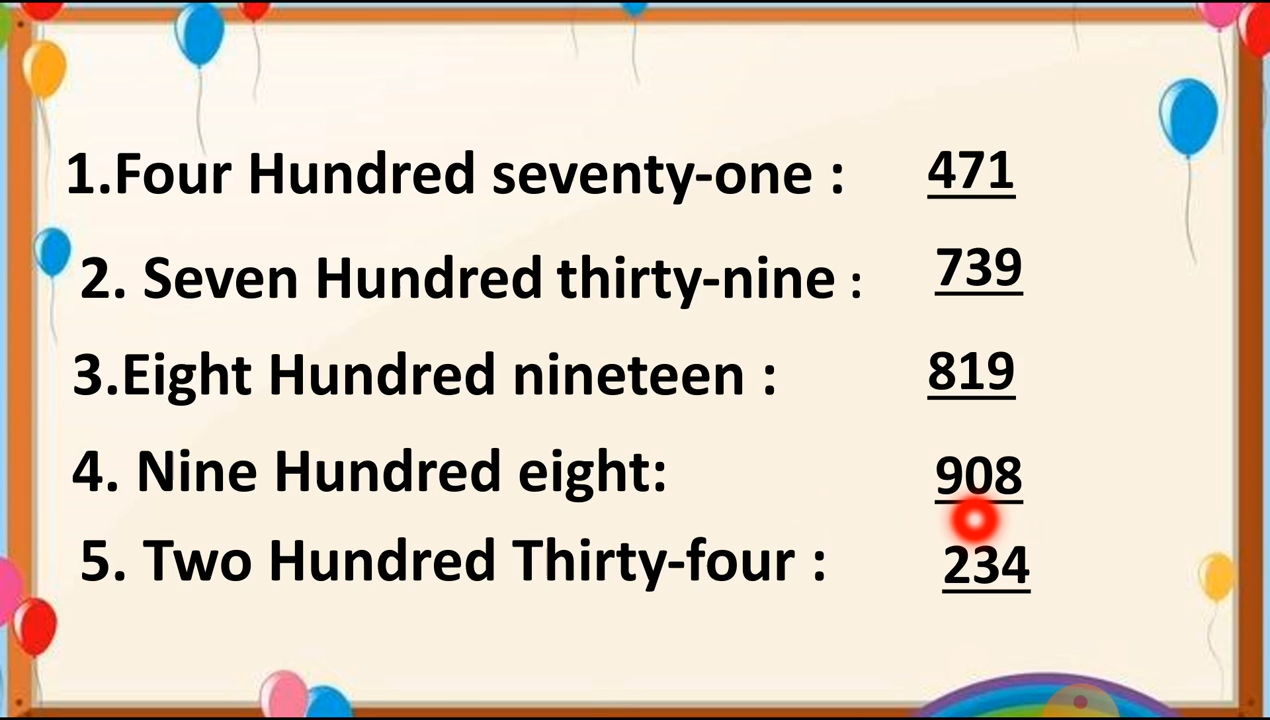 1.Four Hundred seventy-one : 471
2. Seven Hundred thirty-nine : 739
3.Eight Hundred nineteen : 819
4. Nine Hundred eight: 908
5. Two Hundred Thirty-four : 234